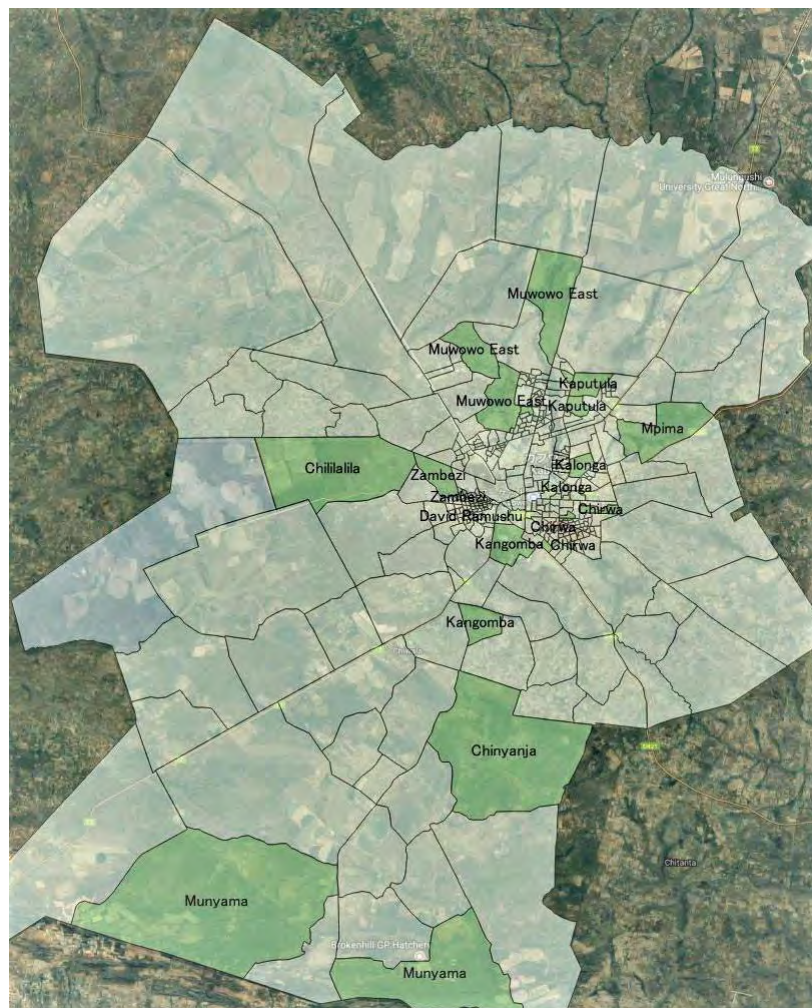 Mulungushi
University Great North
Muwowo East
Muwowo East
Kaputula
Muwowo East
Kaputula
Mpima
Chililalila
Kalonga
Zambezi
Kalonga
Zambezi
Chirwa
David Ramushu
Chirwa
Kangomba
Chirwa
Kangomba
Chinyanja
Chitanta
Munyama
Brokenhill GP Hatchery
Munyama